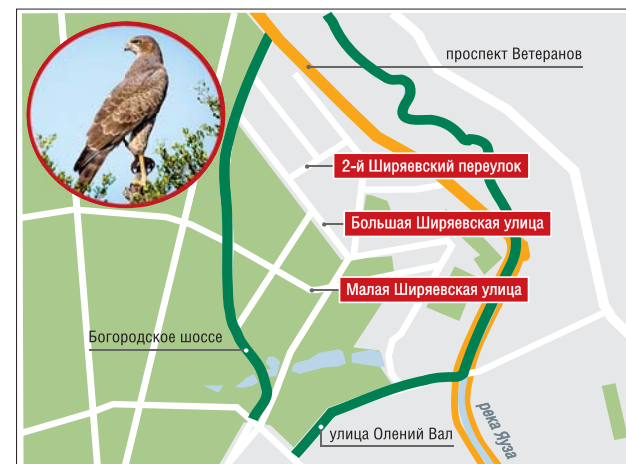 проспект Ветеранов
2-й Ширяевский переулок
Большая Ширяевская улица
Малая Ширяевская улица
Богородское шоссе
улица Олений Вал
река Яуза